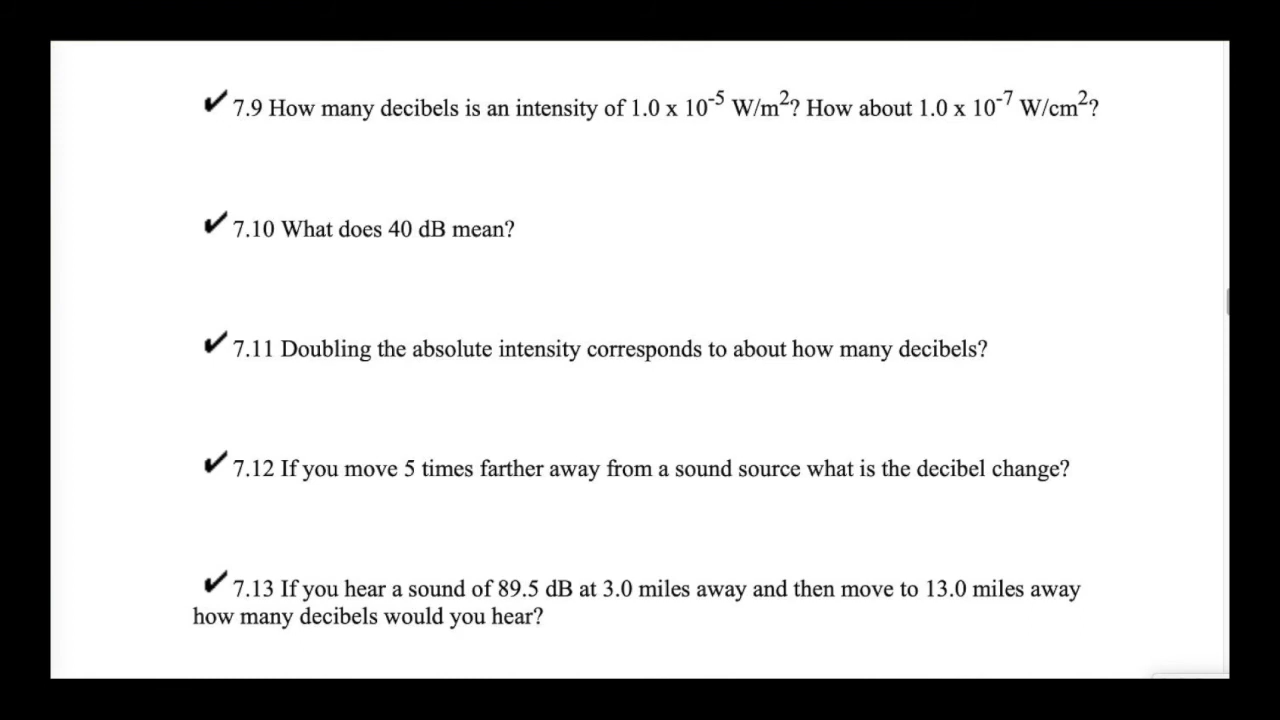 ✔ 7.9 How many decibels is an intensity of 1.0 x 10⁻⁵ W/m²? How about 1.0 x 10⁻⁷ W/cm²?
✔ 7.10 What does 40 dB mean?
✔ 7.11 Doubling the absolute intensity corresponds to about how many decibels?
✔ 7.12 If you move 5 times farther away from a sound source what is the decibel change?
✔ 7.13 If you hear a sound of 89.5 dB at 3.0 miles away and then move to 13.0 miles away
how many decibels would you hear?